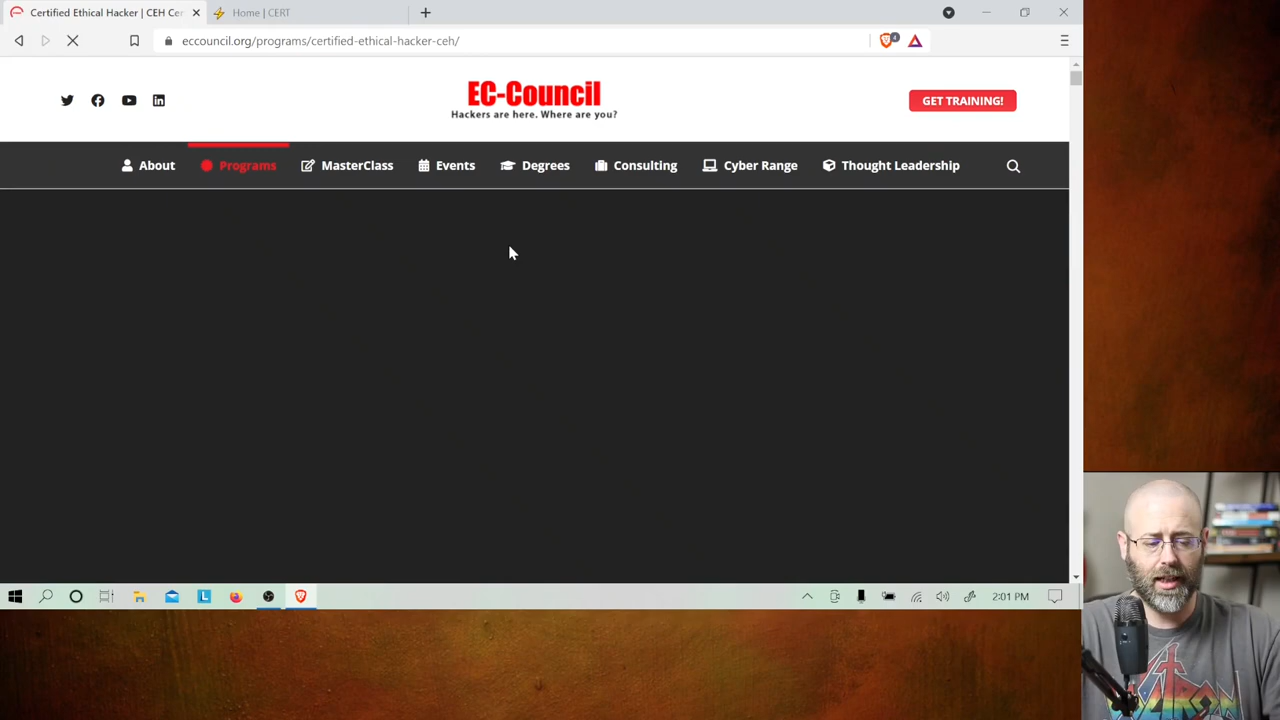 Certified Ethical Hacker | CEH Cer
Home | CERT
eccouncil.org/programs/certified-ethical-hacker-ceh/
4
EC-Council
Hackers are here. Where are you?
GET TRAINING!
About
Programs
MasterClass
Events
Degrees
Consulting
Cyber Range
Thought Leadership
L
2:01 PM